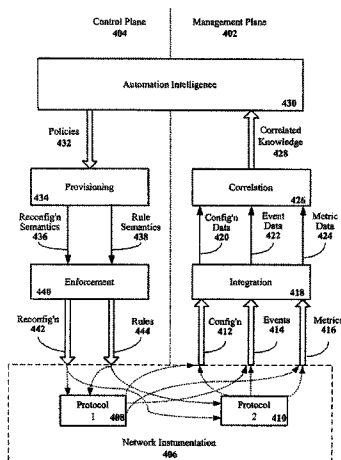 Control Plane
404
Management Plane
402
Automation Intelligence
430
Policies
432
Correlated
Knowledge
428
434
Provisioning
Correlation
426
Reconfig'n
Semantics
436
Rule
Semantics
438
Config'n
Data
420
Event
Data
422
Metric
Data
424
440
Enforcement
Integration
418
Reconfig'n
442
Rules
444
Config'n
412
Events
414
Metrics
416
Protocol
1
408
Protocol
2
410
Network Instumentation
406